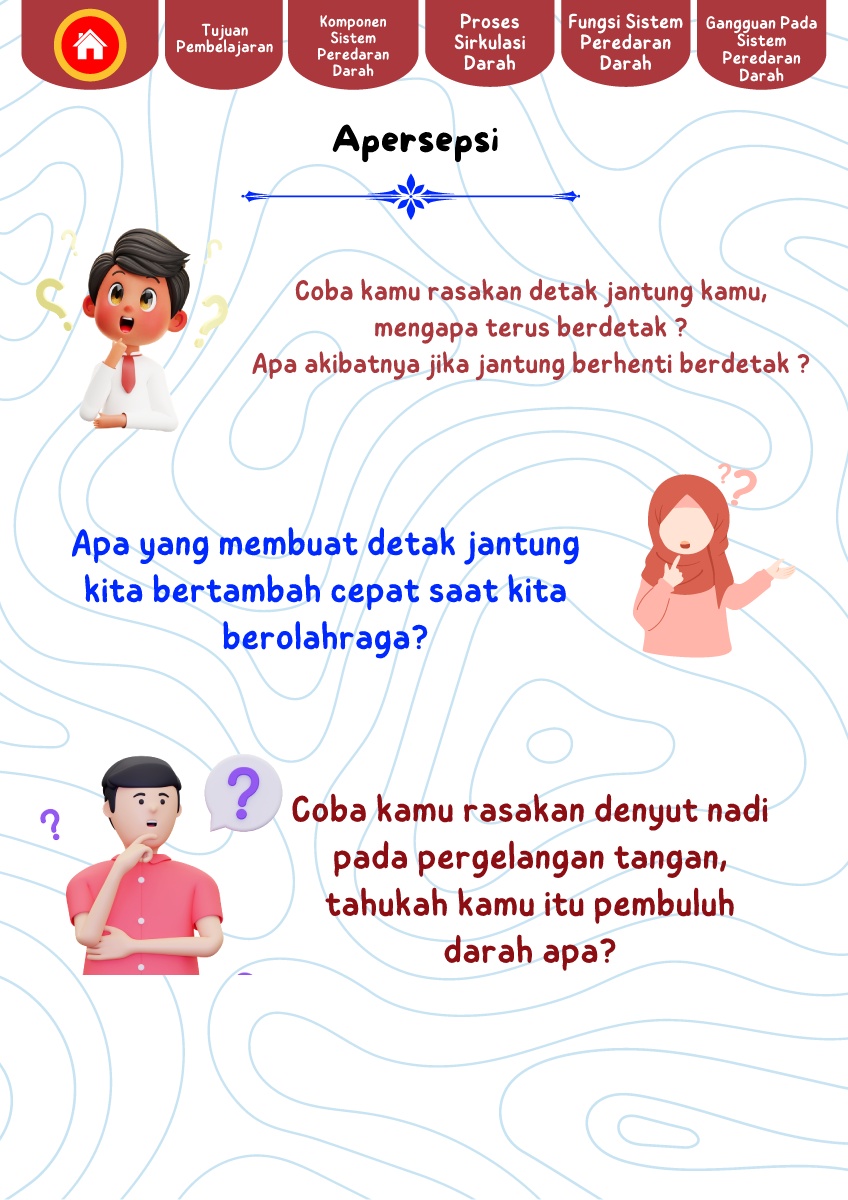 Tujuan
Pembelajaran
Komponen
Sistem
Peredaran
Darah
Proses
Sirkulasi
Darah
Fungsi Sistem
Peredaran
Darah
Gangguan Pada
Sistem
Peredaran
Darah
Apersepsi
Coba kamu rasakan detak jantung kamu,
mengapa terus berdetak ?
Apa akibatnya jika jantung berhenti berdetak ?
??
Apa yang membuat detak jantung
kita bertambah cepat saat kita
berolahraga?
?
?
Coba kamu rasakan denyut nadi
pada pergelangan tangan,
tahukah kamu itu pembuluh
darah apa?